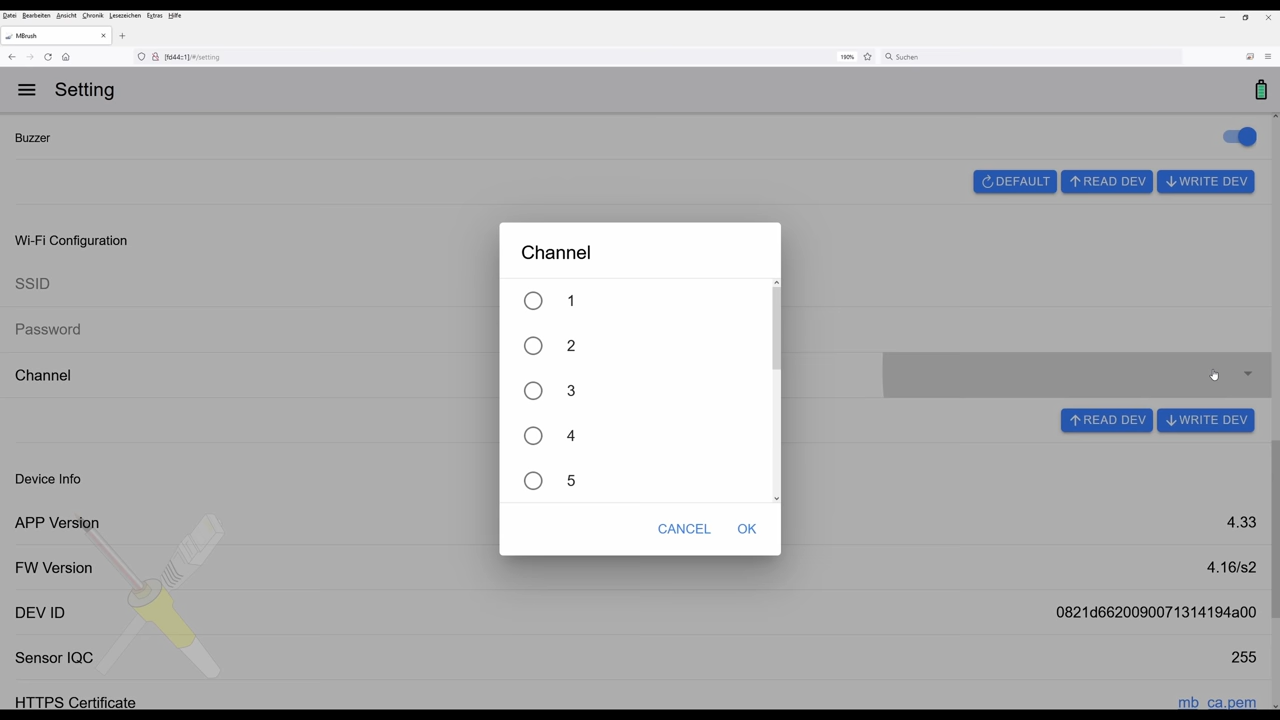 Datei Bearbeiten Ansicht Chronik Lesezeichen Extras Hilfe
MBrush
[fd44::1]/#/setting 190% Suchen
Setting
Buzzer
DEFAULT READ DEV WRITE DEV
Wi-Fi Configuration
SSID
Password
Channel
READ DEV WRITE DEV
Device Info
APP Version 4.33
FW Version 4.16/s2
DEV ID 0821d6620090071314194a00
Sensor IQC 255
HTTPS Certificate mb_ca.pem
Channel
1
2
3
4
5
CANCEL OK